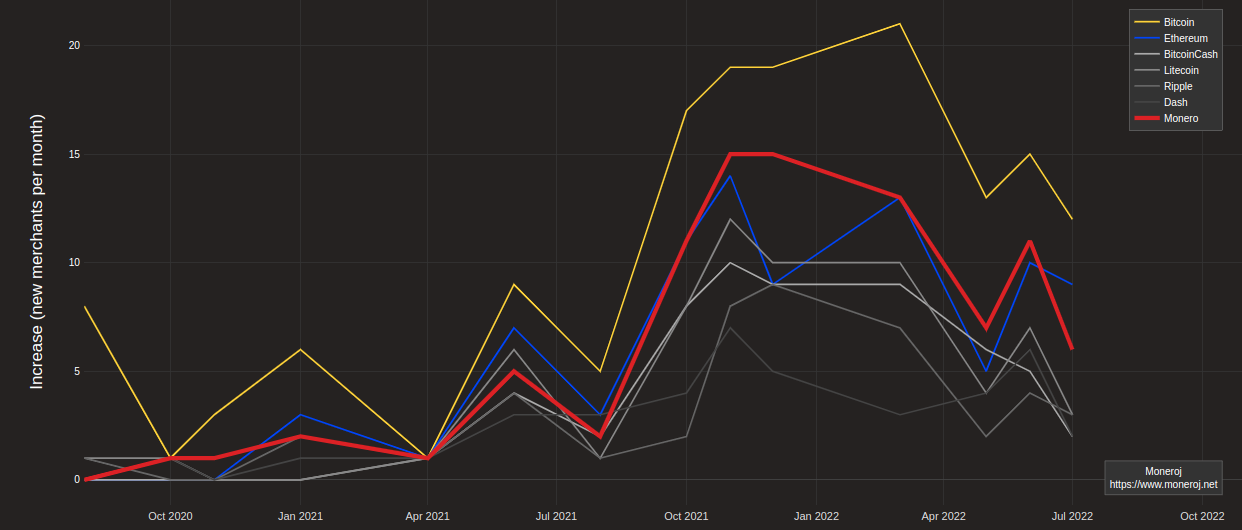 Increase (new merchants per month)
20
15
10
5
0
Oct 2020
Jan 2021
Apr 2021
Jul 2021
Oct 2021
Jan 2022
Apr 2022
Jul 2022
Oct 2022
Bitcoin
Ethereum
BitcoinCash
Litecoin
Ripple
Dash
Monero
Moneroj
https://www.moneroj.net